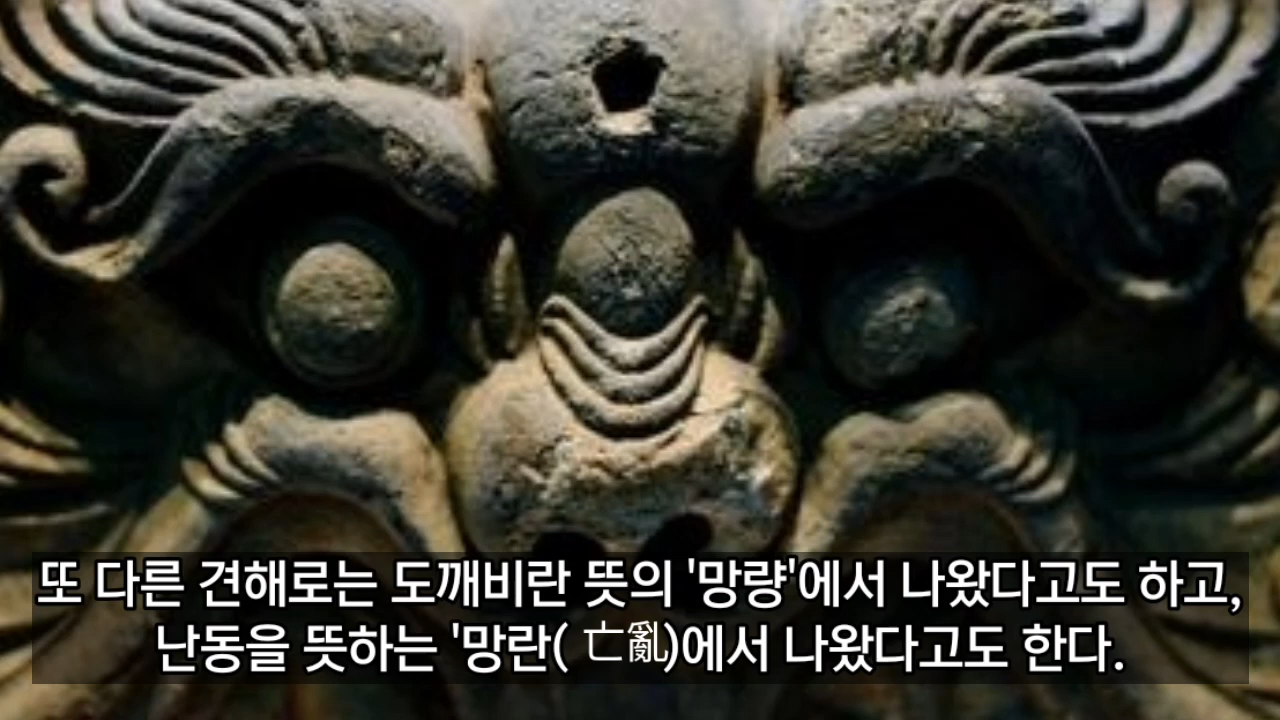 또 다른 견해로는 도깨비란 뜻의 '망량'에서 나왔다고도 하고,
난동을 뜻하는 '망란( 亡亂)에서 나왔다고도 한다.